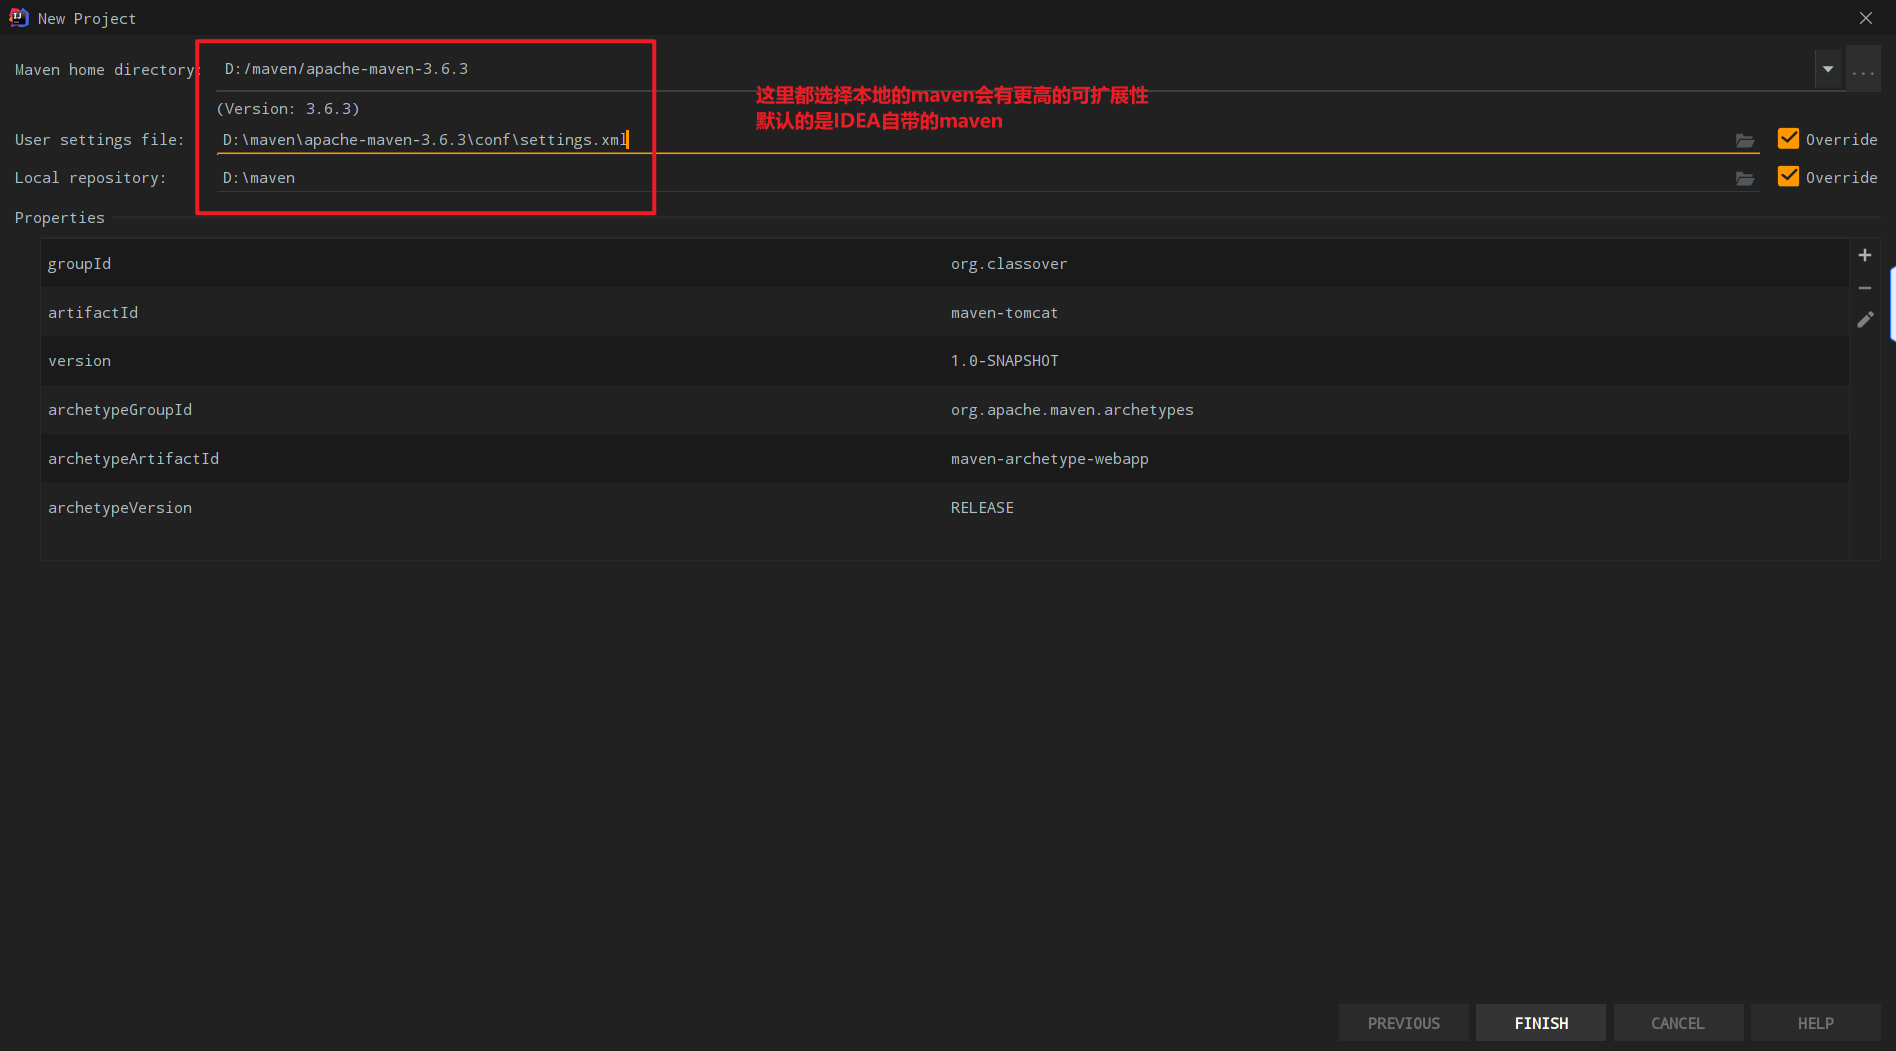 New Project
Maven home directory: D:/maven/apache-maven-3.6.3
(Version: 3.6.3)
这里都选择本地的maven会有更高的可扩展性
默认的是IDEA自带的maven
User settings file: D:\maven\apache-maven-3.6.3\conf\settings.xml Override
Local repository: D:\maven Override
Properties
groupId org.classover
artifactId maven-tomcat
version 1.0-SNAPSHOT
archetypeGroupId org.apache.maven.archetypes
archetypeArtifactId maven-archetype-webapp
archetypeVersion RELEASE
PREVIOUS FINISH CANCEL HELP